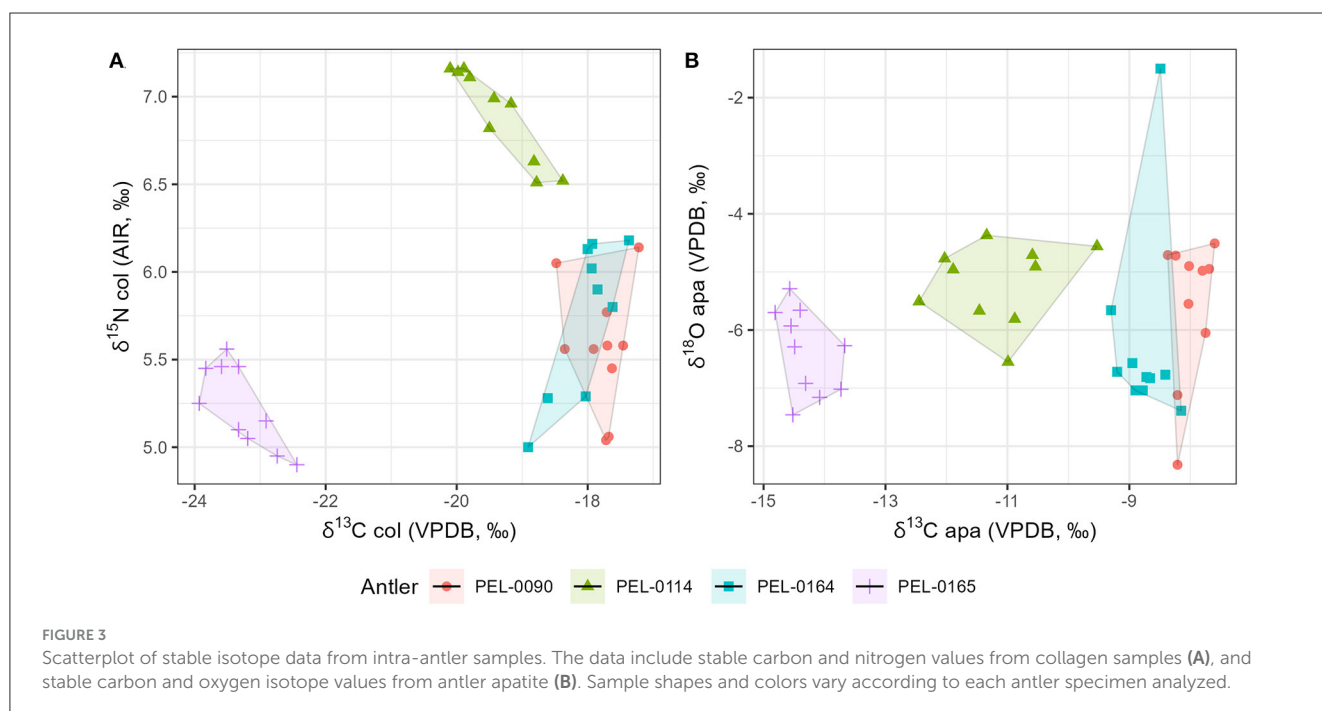 A
B
7.0
6.5
6.0
5.5
5.0
δ15N col (AIR, ‰)
-24
-22
-20
-18
δ13C col (VPDB, ‰)
-2
-4
-6
-8
δ18O apa (VPDB, ‰)
-15
-13
-11
-9
δ13C apa (VPDB, ‰)
Antler PEL-0090 PEL-0114 PEL-0164 PEL-0165
FIGURE 3
Scatterplot of stable isotope data from intra-antler samples. The data include stable carbon and nitrogen values from collagen samples (A), and
stable carbon and oxygen isotope values from antler apatite (B). Sample shapes and colors vary according to each antler specimen analyzed.